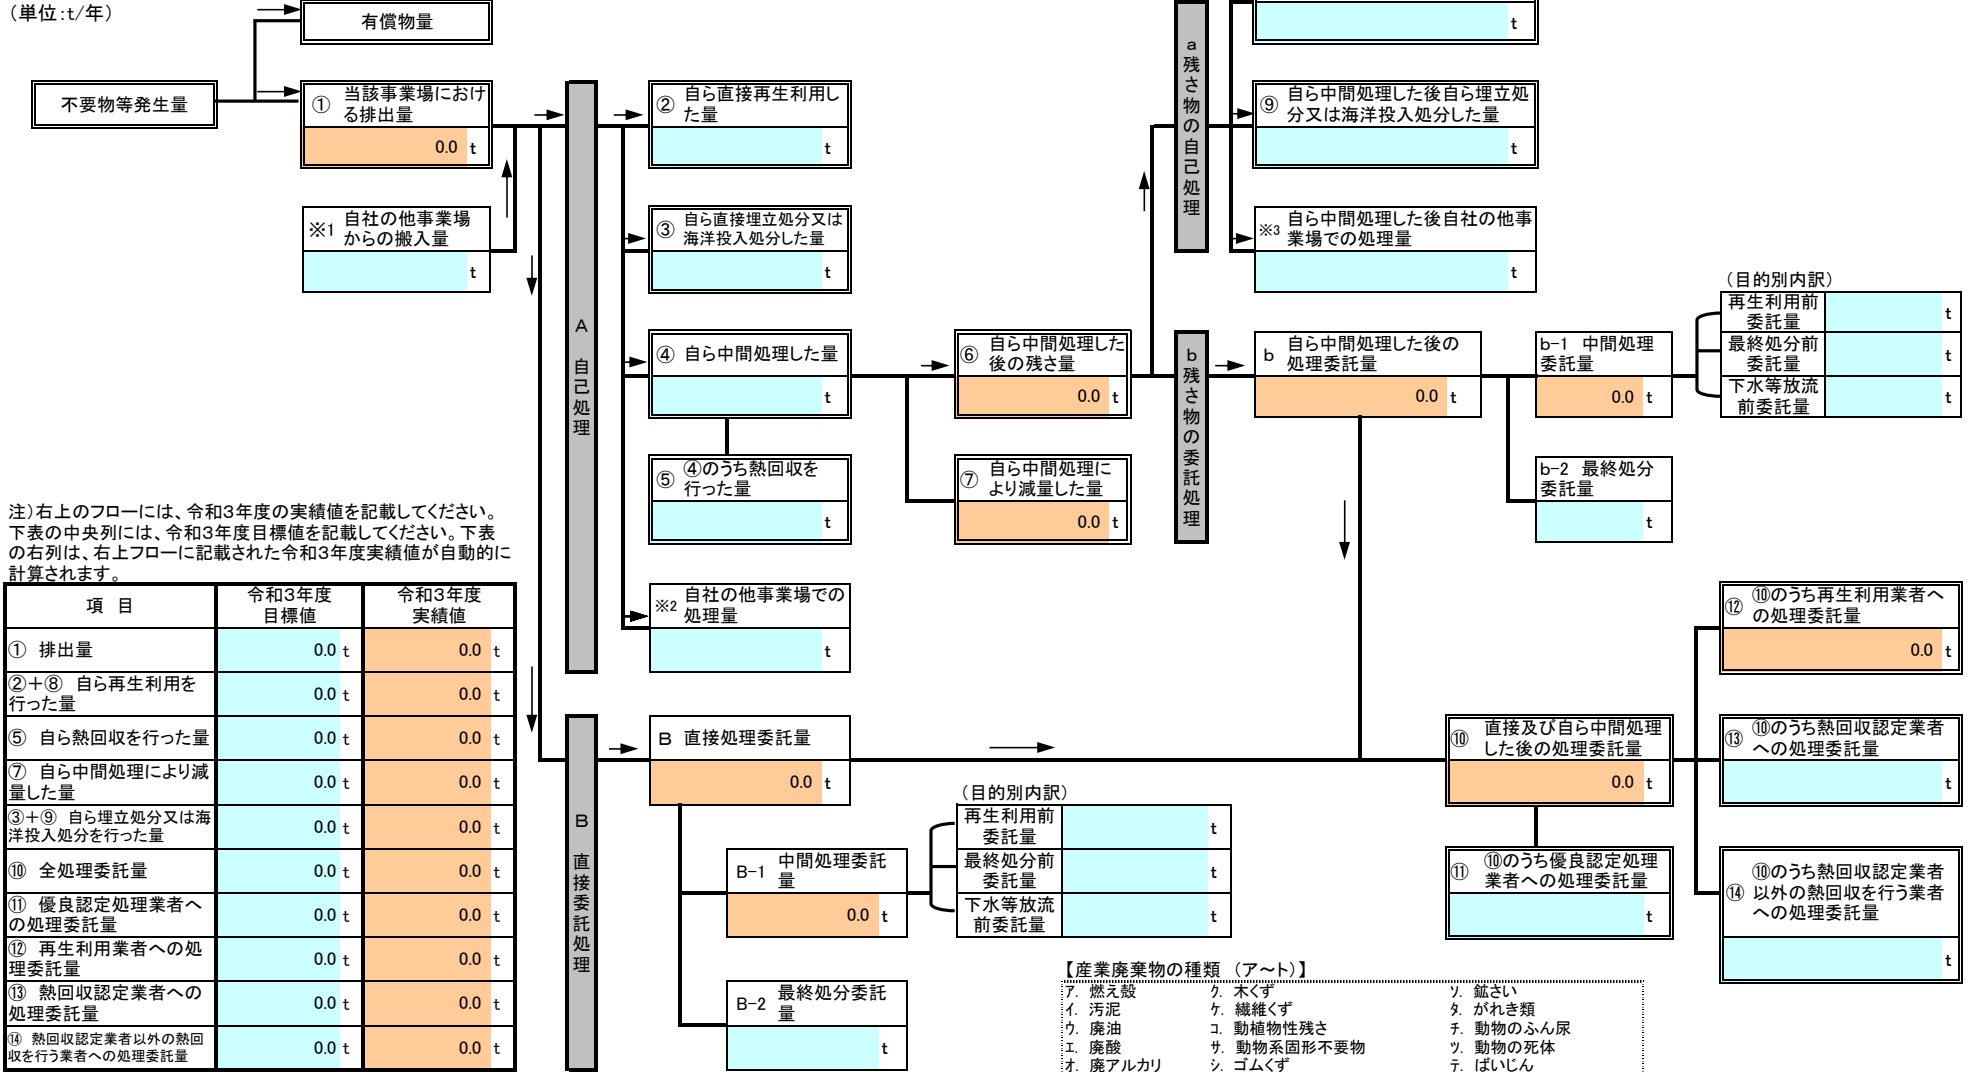 （単位:t/年）
有償物量
不要物等発生量
① 当該事業場におけ
る排出量
0.0 t
※1 自社の他事業場
からの搬入量
t
A 自己処理
② 自ら直接再生利用し
た量
t
③ 自ら直接埋立処分又は
海洋投入処分した量
t
④ 自ら中間処理した量
t
⑤ ④のうち熱回収を
行った量
t
※2 自社の他事業場での
処理量
t
⑥ 自ら中間処理した
後の残さ量
0.0 t
⑦ 自ら中間処理に
より減量した量
0.0 t
a 残さ物の自己処理
t
⑨ 自ら中間処理した後自ら埋立処
分又は海洋投入処分した量
t
※3 自ら中間処理した後自社の他事
業場での処理量
t
b 残さ物の委託処理
b 自ら中間処理した後の
処理委託量
0.0 t
b-1 中間処理
委託量
0.0 t
（目的別内訳）
再生利用前
委託量
t
最終処分前
委託量
t
下水等放流
前委託量
t
b-2 最終処分
委託量
t
注）右上のフローには、令和3年度の実績値を記載してください。
下表の中央列には、令和3年度目標値を記載してください。下表
の右列は、右上フローに記載された令和3年度実績値が自動的に
計算されます。
項 目
令和3年度
目標値
令和3年度
実績値
① 排出量
0.0 t 0.0 t
②＋⑧ 自ら再生利用を
行った量
0.0 t 0.0 t
⑤ 自ら熱回収を行った量
0.0 t 0.0 t
⑦ 自ら中間処理により減
量した量
0.0 t 0.0 t
③＋⑨ 自ら埋立処分又は海
洋投入処分を行った量
0.0 t 0.0 t
⑩ 全処理委託量
0.0 t 0.0 t
⑪ 優良認定処理業者へ
の処理委託量
0.0 t 0.0 t
⑫ 再生利用業者への処
理委託量
0.0 t 0.0 t
⑬ 熱回収認定業者への
処理委託量
0.0 t 0.0 t
⑭ 熱回収認定業者以外の熱回
収を行う業者への処理委託量
0.0 t 0.0 t
B 直接委託処理
B 直接処理委託量
0.0 t
B-1 中間処理委託
量
0.0 t
（目的別内訳）
再生利用前
委託量
t
最終処分前
委託量
t
下水等放流
前委託量
t
B-2 最終処分委託
量
t
⑩ 直接及び自ら中間処理
した後の処理委託量
0.0 t
⑪ ⑩のうち優良認定処理
業者への処理委託量
t
⑫ ⑩のうち再生利用業者へ
の処理委託量
0.0 t
⑬ ⑩のうち熱回収認定業者
への処理委託量
t
⑭ ⑩のうち熱回収認定業者
以外の熱回収を行う業者
への処理委託量
t
【産業廃棄物の種類 （ア～ト）】
ア. 燃え殻 ク. 木くず ソ. 鉱さい
イ. 汚泥 ケ. 繊維くず タ. がれき類
ウ. 廃油 コ. 動植物性残さ チ. 動物のふん尿
エ. 廃酸 サ. 動物系固形不要物 ツ. 動物の死体
オ. 廃アルカリ シ. ゴムくず テ. ばいじん